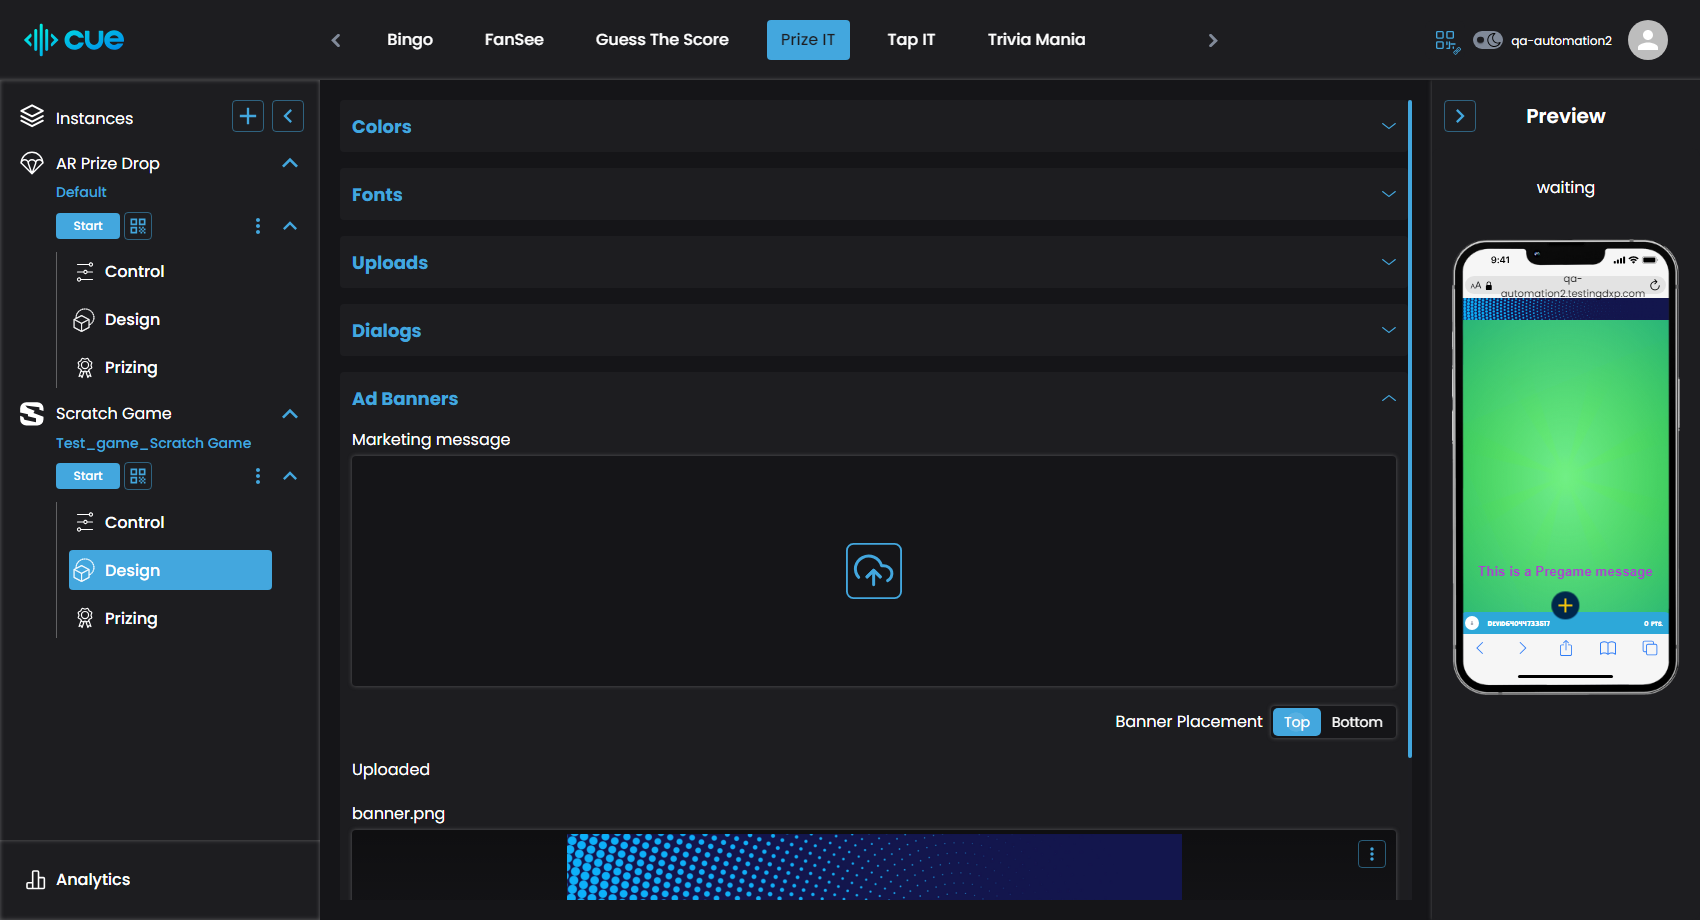 cue
Bingo
FanSee
Guess The Score
Prize IT
Tap IT
Trivia Mania
qa-automation2
Instances
AR Prize Drop
Default
Start
Control
Design
Prizing
Scratch Game
Test_game_Scratch Game
Start
Control
Design
Prizing
Analytics
Colors
Fonts
Uploads
Dialogs
Ad Banners
Marketing message
Banner Placement
Top
Bottom
Uploaded
banner.png
Preview
waiting
9:41
AA
qa-
automation2.testingdxp.com
This is a Pregame message
0 PTS.